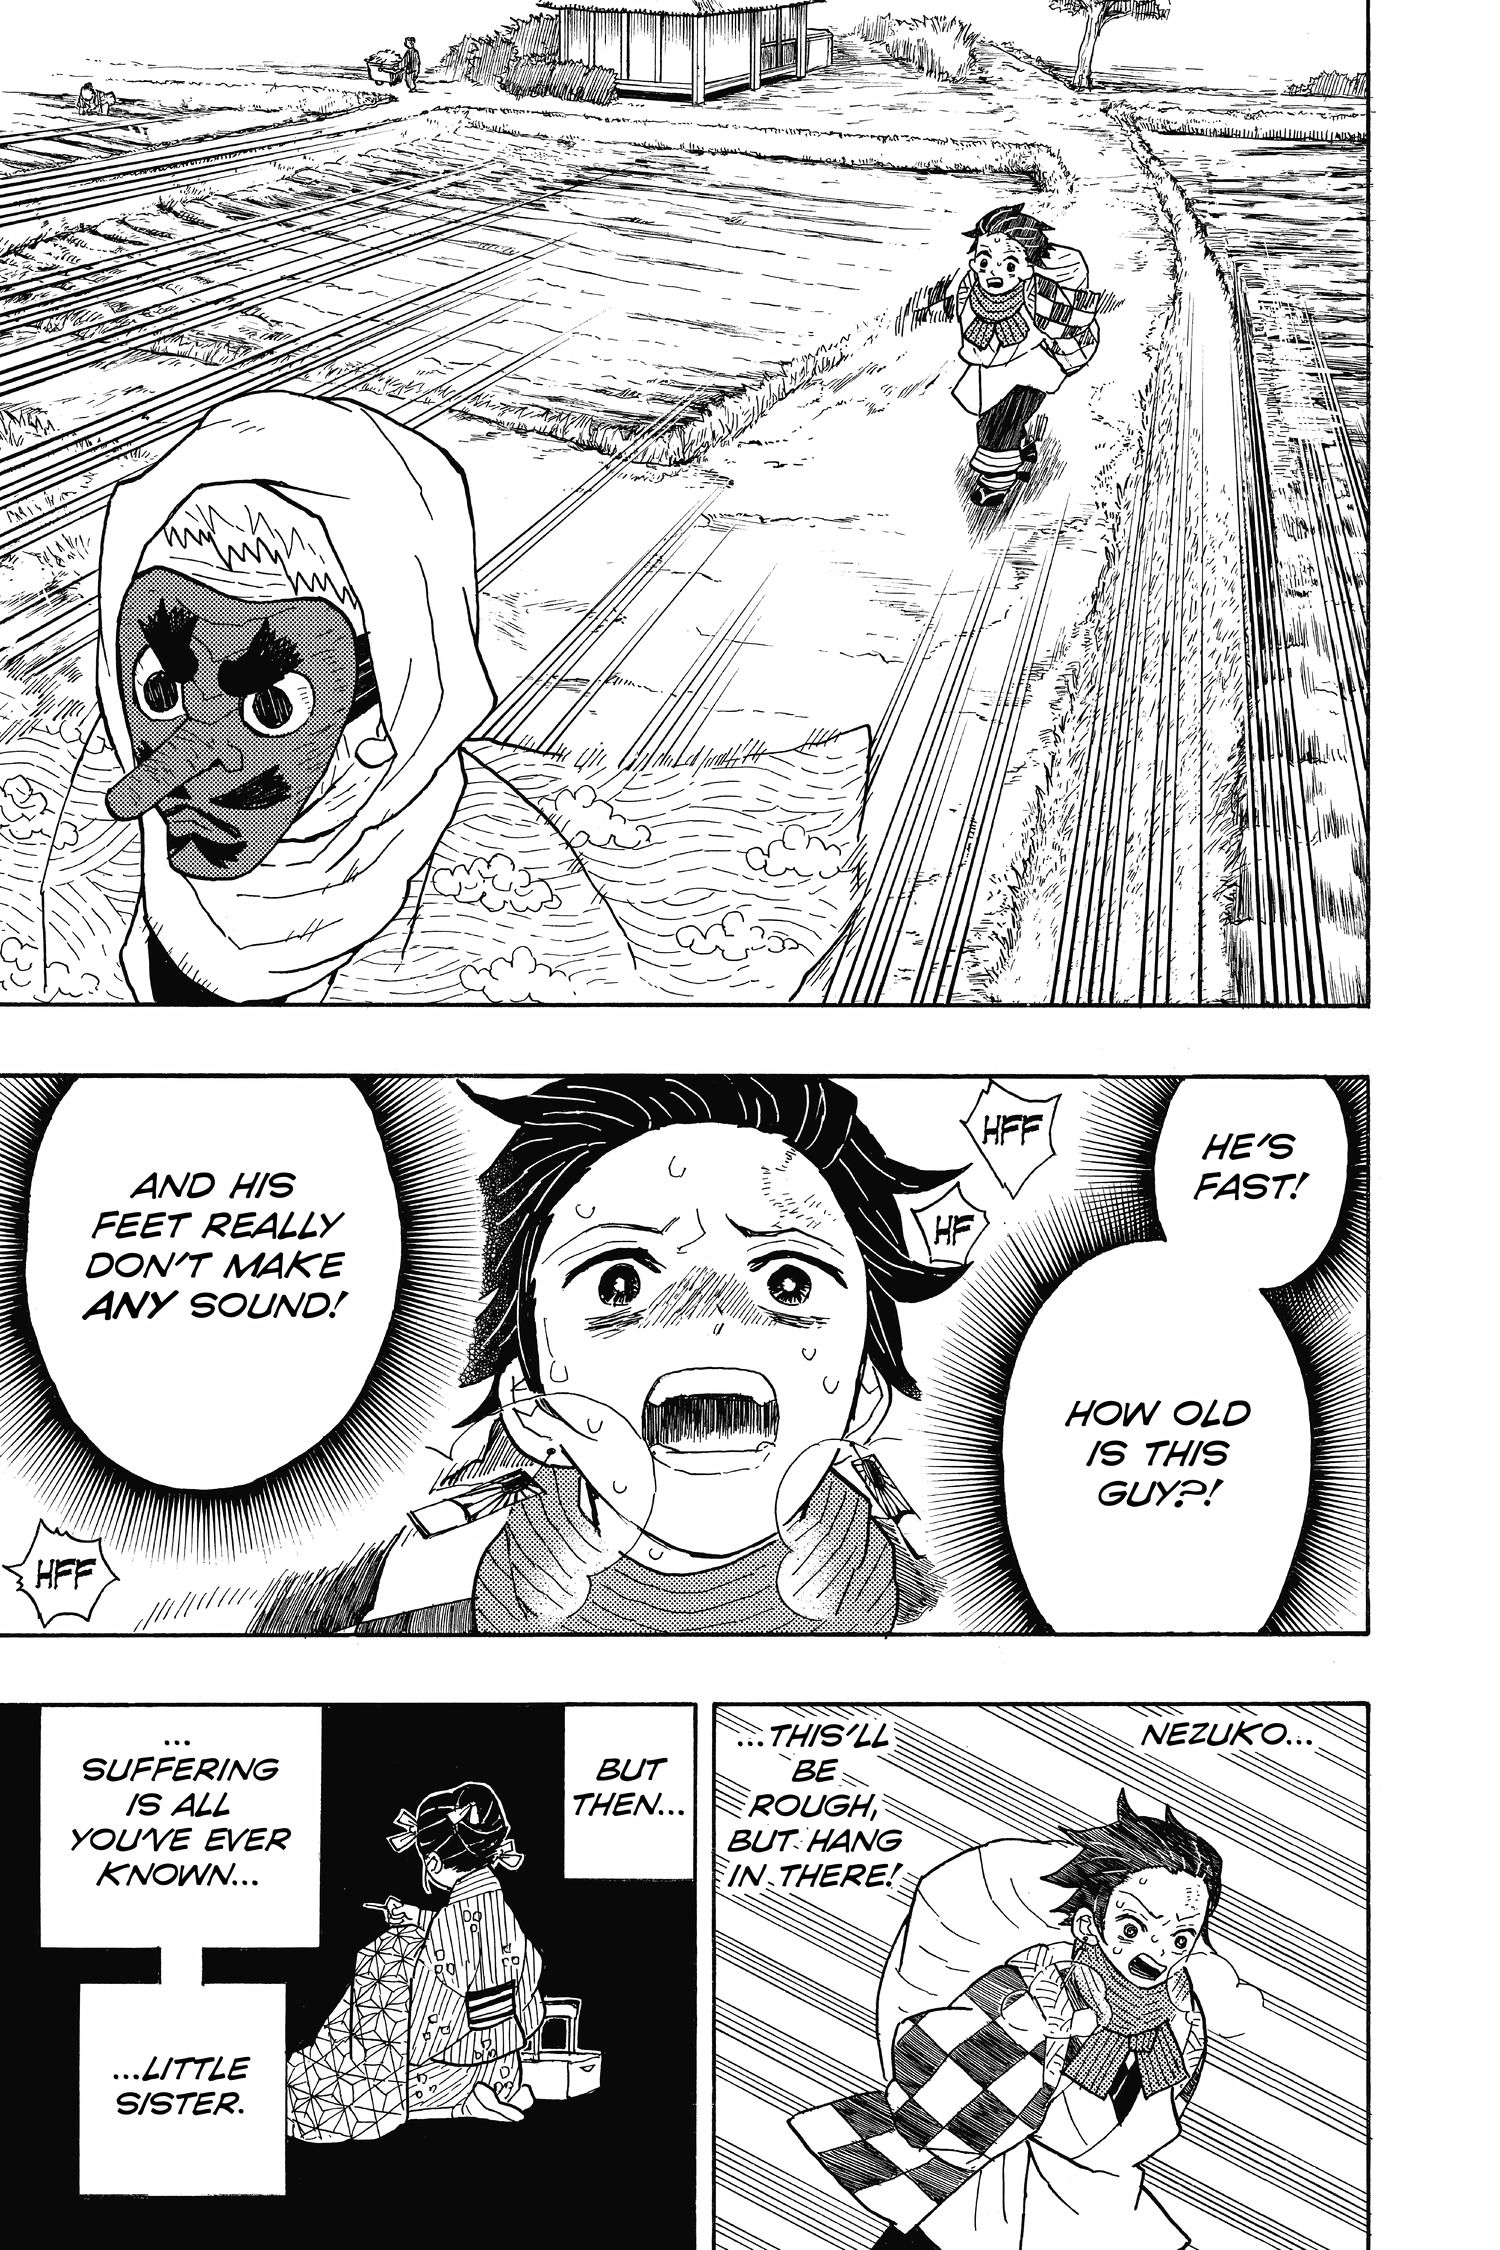 HE'S
FAST!
HOW OLD
IS THIS
GUY?!
HFF
HF
AND HIS
FEET REALLY
DON'T MAKE
ANY SOUND!
HFF
NEZUKO...
...THIS'LL
BE
ROUGH,
BUT HANG
IN THERE!
BUT
THEN...
...
SUFFERING
IS ALL
YOU'VE EVER
KNOWN...
...LITTLE
SISTER.